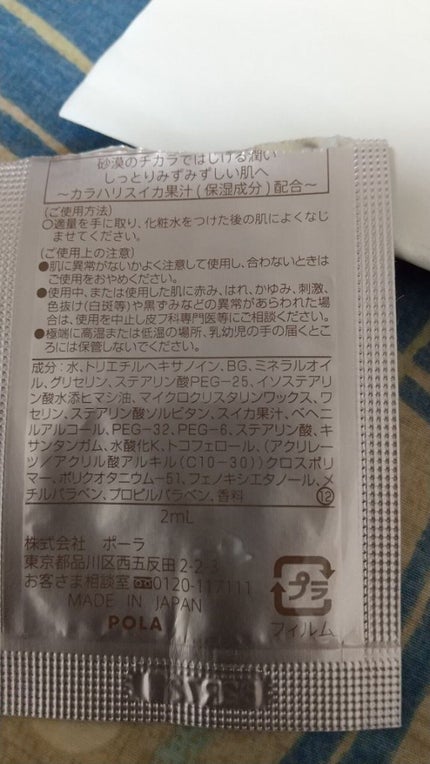 砂漠のチカラではじける潤い
しっとりみずみずしい肌へ
～カラハリスイカ果汁(保湿成分)配合～
〈ご使用方法〉
○適量を手に取り、化粧水をつけた後の肌によくなじ
ませてください。
〈ご使用上の注意〉
●肌に異常がないかよく注意して使用し、合わないときは
ご使用をおやめください。
●使用中、または使用した肌に赤み、はれ、かゆみ、刺激、
色抜け(白斑等)や黒ずみなどの異常があらわれた場
合は、使用を中止し皮フ科専門医等にご相談ください。
●極端に高温または低温の場所、乳幼児の手の届くとこ
ろには保管しないでください。
成分:水、トリエチルヘキサノイン、BG、ミネラルオイ
ル、グリセリン、ステアリン酸PEG-25、イソステアリ
ン酸水添ヒマシ油、マイクロクリスタリンワックス、ワ
セリン、ステアリン酸ソルビタン、スイカ果汁、ベヘニ
ルアルコール、PEG-32、PEG-6、ステアリン酸、キ
サンタンガム、水酸化K、トコフェロール、(アクリレー
ツ/アクリル酸アルキル(C10-30))クロスポリ
マー、ポリクオタニウム-51、フェノキシエタノール、メ
チルパラベン、プロピルパラベン、香料 ⑫
2mL
株式会社 ポーラ
東京都品川区西五反田2-2-
お客さま相談室 0120-117111
MADE IN JAPAN
POLA
プラ
フィルム